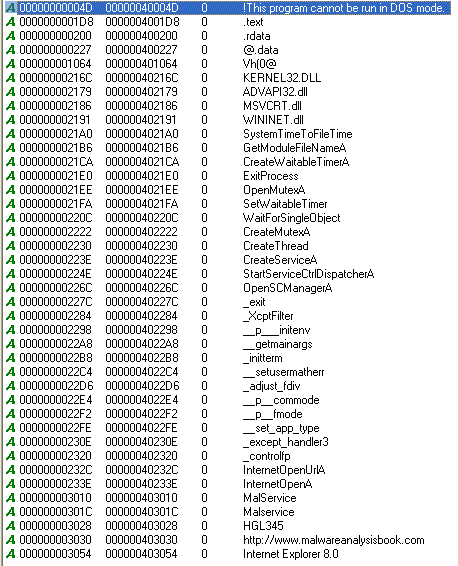 A 00000000004D 00000040004D 0 !This program cannot be run in DOS mode.
A 0000000001D8 0000004001D8 0 .text
A 000000000200 000000400200 0 .rdata
A 000000000227 000000400227 0 @.data
A 000000001064 000000401064 0 Vh(0@
A 00000000216C 00000040216C 0 KERNEL32.DLL
A 000000002179 000000402179 0 ADVAPI32.dll
A 000000002186 000000402186 0 MSVCRT.dll
A 000000002191 000000402191 0 WININET.dll
A 0000000021A0 0000004021A0 0 SystemTimeToFileTime
A 0000000021B6 0000004021B6 0 GetModuleFileNameA
A 0000000021CA 0000004021CA 0 CreateWaitableTimerA
A 0000000021E0 0000004021E0 0 ExitProcess
A 0000000021EE 0000004021EE 0 OpenMutexA
A 0000000021FA 0000004021FA 0 SetWaitableTimer
A 00000000220C 00000040220C 0 WaitForSingleObject
A 000000002222 000000402222 0 CreateMutexA
A 000000002230 000000402230 0 CreateThread
A 00000000223E 00000040223E 0 CreateServiceA
A 00000000224E 00000040224E 0 StartServiceCtrlDispatcherA
A 00000000226C 00000040226C 0 OpenSCManagerA
A 00000000227C 00000040227C 0 _exit
A 000000002284 000000402284 0 _XcptFilter
A 000000002298 000000402298 0 __p___initenv
A 0000000022A8 0000004022A8 0 __getmainargs
A 0000000022B8 0000004022B8 0 _initterm
A 0000000022C4 0000004022C4 0 __setusermatherr
A 0000000022D6 0000004022D6 0 _adjust_fdiv
A 0000000022E4 0000004022E4 0 __p__commode
A 0000000022F2 0000004022F2 0 __p__fmode
A 0000000022FE 0000004022FE 0 __set_app_type
A 00000000230E 00000040230E 0 _except_handler3
A 000000002320 000000402320 0 _controlfp
A 00000000232C 00000040232C 0 InternetOpenUrlA
A 00000000233E 00000040233E 0 InternetOpenA
A 000000003010 000000403010 0 MalService
A 00000000301C 00000040301C 0 Malservice
A 000000003028 000000403028 0 HGL345
A 000000003030 000000403030 0 http://www.malwareanalysisbook.com
A 000000003054 000000403054 0 Internet Explorer 8.0